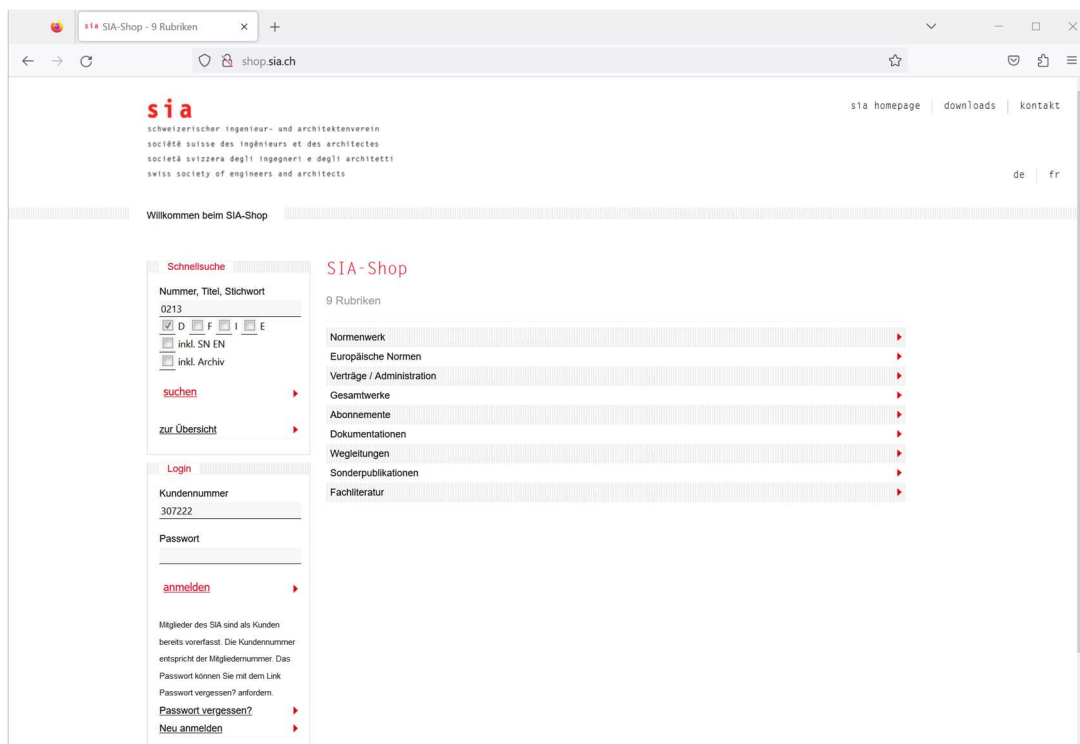 sia SIA-Shop - 9 Rubriken
shop.sia.ch
sia
schweizerischer ingenieur- und architektenverein
société suisse des ingénieurs et des architectes
società svizzera degli ingegneri e degli architetti
swiss society of engineers and architects
sia homepage downloads kontakt
de fr
Willkommen beim SIA-Shop
Schnellsuche
Nummer, Titel, Stichwort
0213
D F I E
inkl. SN EN
inkl. Archiv
suchen
zur Übersicht
Login
Kundennummer
307222
Passwort
anmelden
Mitglieder des SIA sind als Kunden
bereits vorerfasst. Die Kundennummer
entspricht der Mitgliedernummer. Das
Passwort können Sie mit dem Link
Passwort vergessen? anfordern.
Passwort vergessen?
Neu anmelden
SIA-Shop
9 Rubriken
Normenwerk
Europäische Normen
Verträge / Administration
Gesamtwerke
Abonnemente
Dokumentationen
Wegleitungen
Sonderpublikationen
Fachliteratur